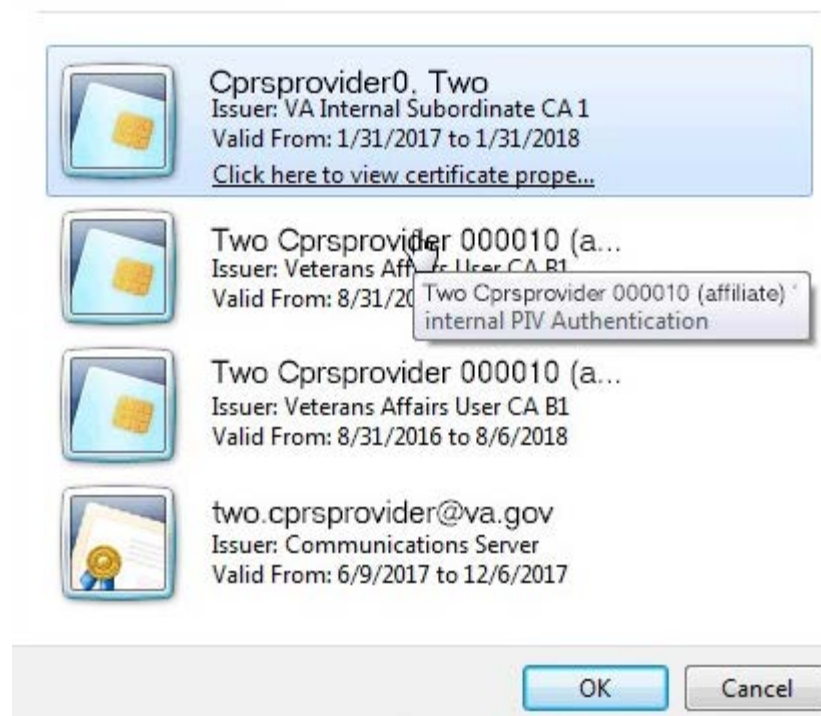 Cprsprovider0, Two
Issuer: VA Internal Subordinate CA 1
Valid From: 1/31/2017 to 1/31/2018
Click here to view certificate prope...
Two Cprsprovider 000010 (a...
Issuer: Veterans Affairs User CA B1
Valid From: 8/31/20
Two Cprsprovider 000010 (affiliate)
internal PIV Authentication
Two Cprsprovider 000010 (a...
Issuer: Veterans Affairs User CA B1
Valid From: 8/31/2016 to 8/6/2018
two.cprsprovider@va.gov
Issuer: Communications Server
Valid From: 6/9/2017 to 12/6/2017
OK Cancel